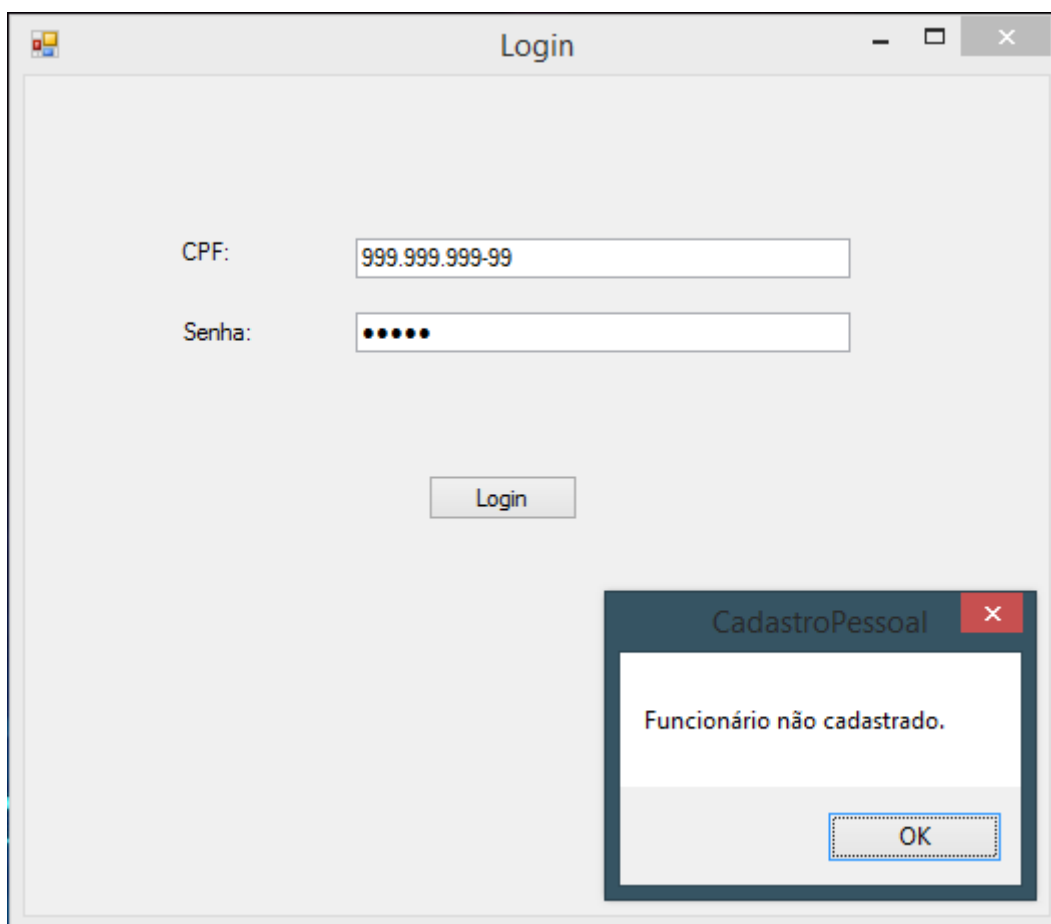 Login
CPF:
999.999.999-99
Senha:
•••••
Login
CadastroPessoal
Funcionário não cadastrado.
OK